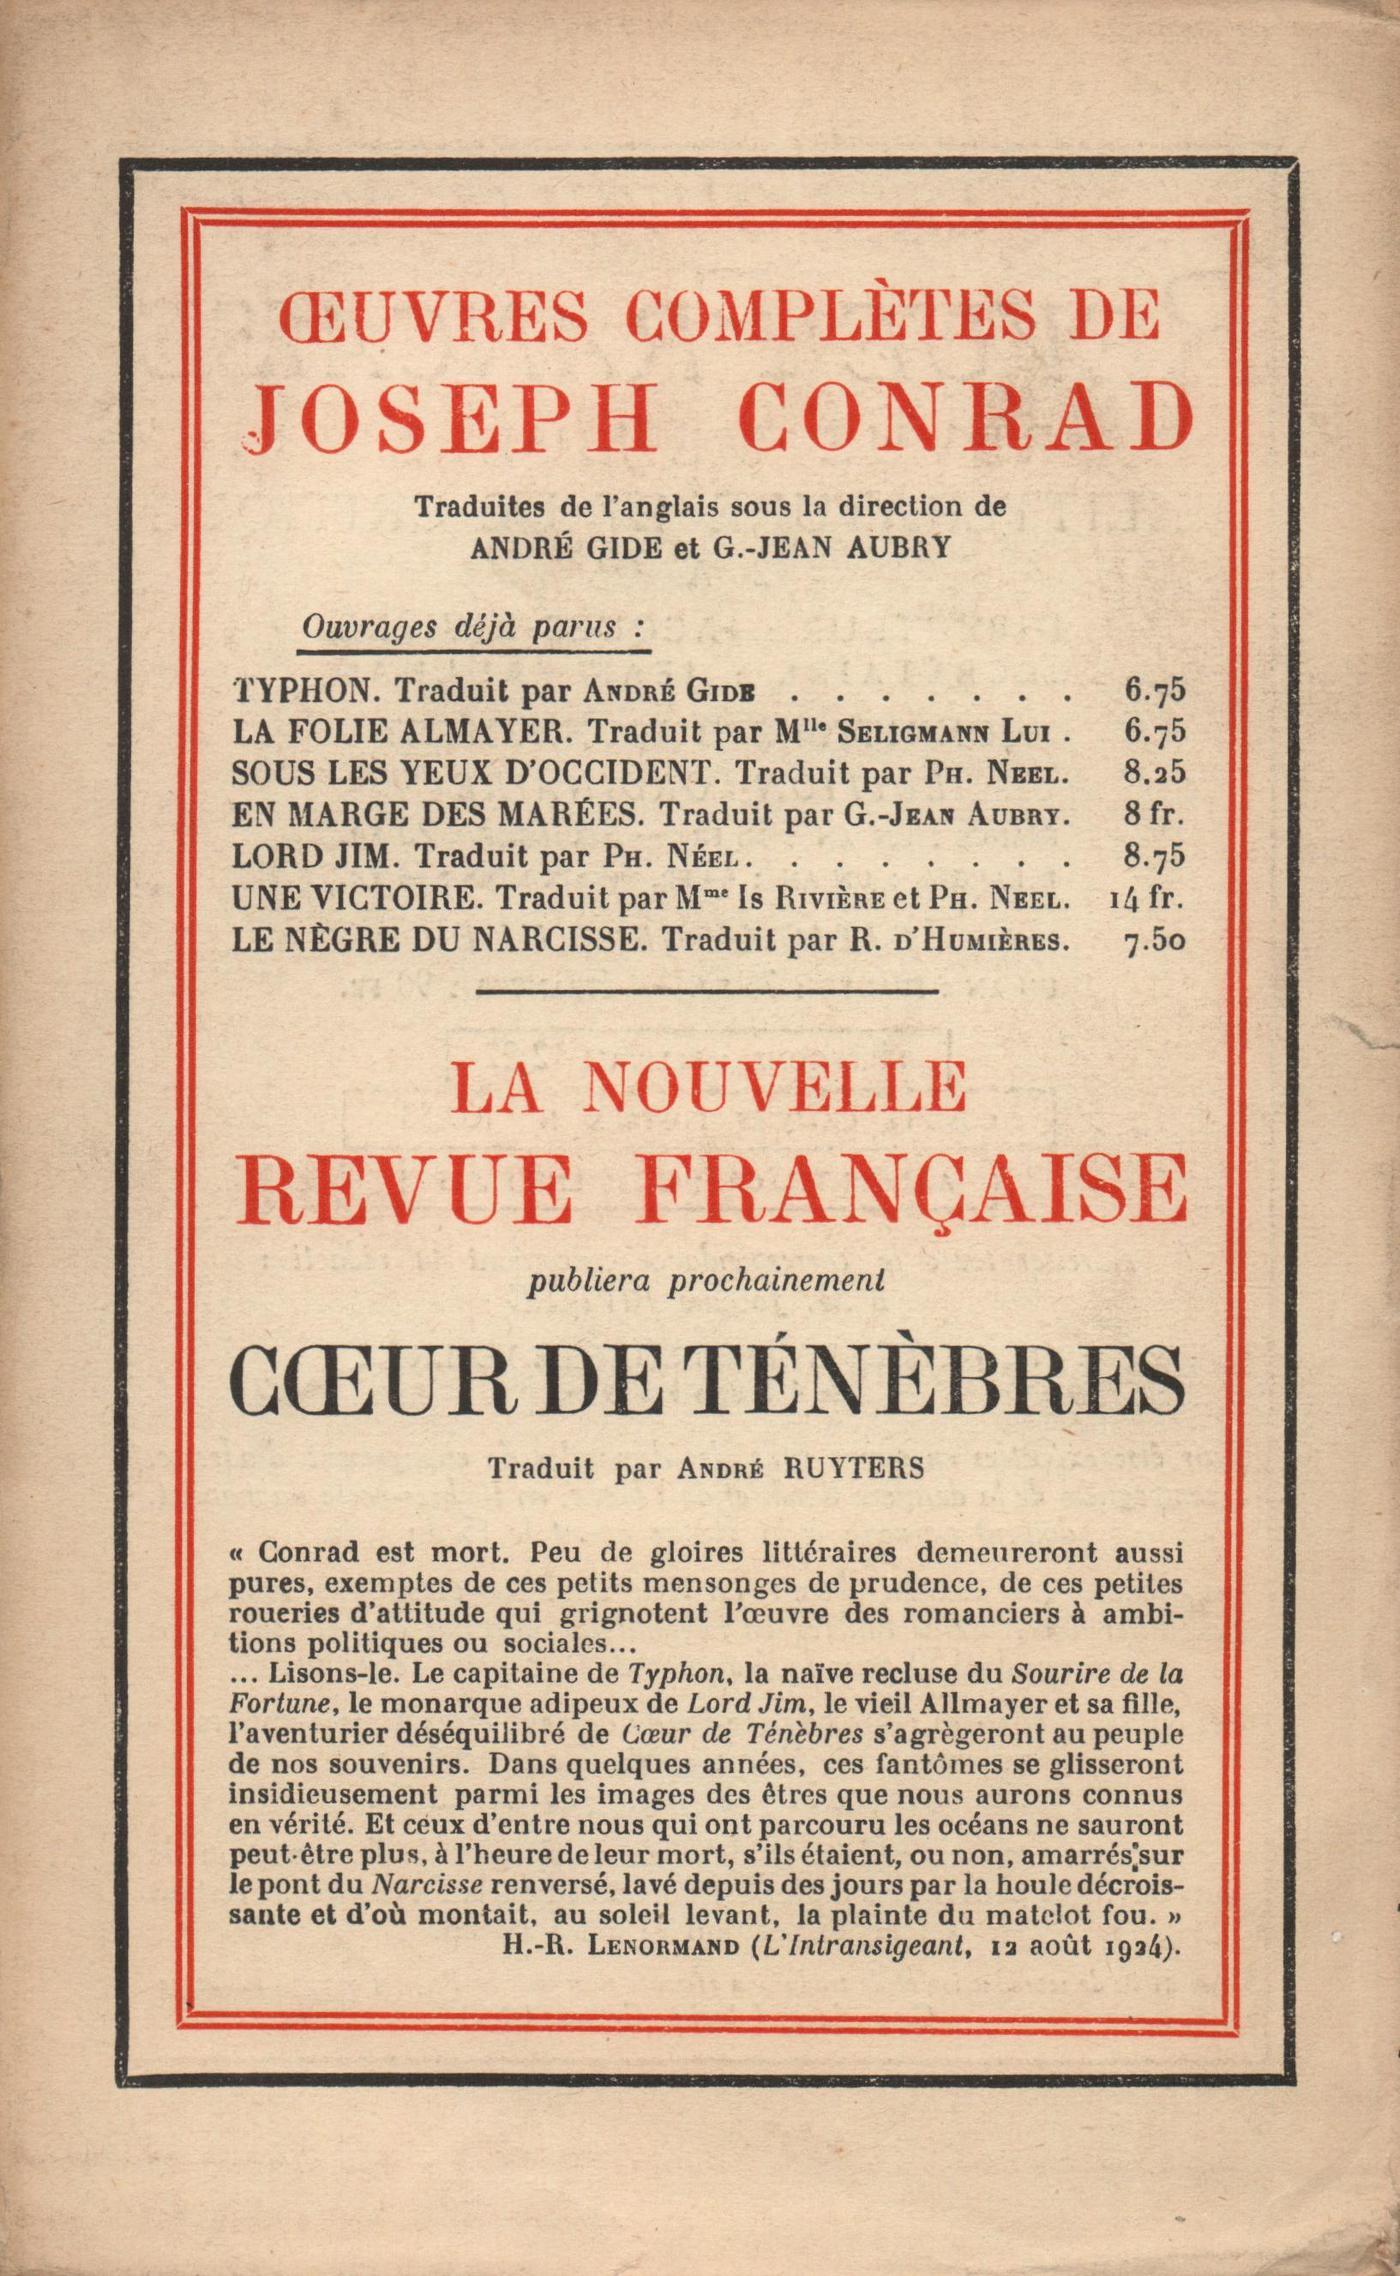 ŒUVRES COMPLÈTES DE
JOSEPH CONRAD
Traduites de l'anglais sous la direction de
ANDRÉ GIDE et G.-JEAN AUBRY
Ouvrages déjà parus :
TYPHON. Traduit par ANDRÉ GIDE . . . . . . . 6.75
LA FOLIE ALMAYER. Traduit par Mlle SELIGMANN LUI . 6.75
SOUS LES YEUX D'OCCIDENT. Traduit par PH. NEEL. 8.25
EN MARGE DES MARÉES. Traduit par G.-JEAN AUBRY. 8 fr.
LORD JIM. Traduit par PH. NÉEL. . . . . . . . 8.75
UNE VICTOIRE. Traduit par Mme Is RIVIÈRE et PH. NEEL. 14 fr.
LE NÈGRE DU NARCISSE. Traduit par R. D'HUMIÈRES. 7.50
LA NOUVELLE
REVUE FRANÇAISE
publiera prochainement
CŒUR DE TÉNÈBRES
Traduit par ANDRÉ RUYTERS
« Conrad est mort. Peu de gloires littéraires demeureront aussi
pures, exemptes de ces petits mensonges de prudence, de ces petites
roueries d'attitude qui grignotent l'œuvre des romanciers à ambi-
tions politiques ou sociales...
... Lisons-le. Le capitaine de Typhon, la naïve recluse du Sourire de la
Fortune, le monarque adipeux de Lord Jim, le vieil Allmayer et sa fille,
l'aventurier déséquilibré de Cœur de Ténèbres s'agrègeront au peuple
de nos souvenirs. Dans quelques années, ces fantômes se glisseront
insidieusement parmi les images des êtres que nous aurons connus
en vérité. Et ceux d'entre nous qui ont parcouru les océans ne sauront
peut-être plus, à l'heure de leur mort, s'ils étaient, ou non, amarrés sur
le pont du Narcisse renversé, lavé depuis des jours par la houle décrois-
sante et d'où montait, au soleil levant, la plainte du matelot fou. »
H.-R. LENORMAND (L'Intransigeant, 12 août 1924).